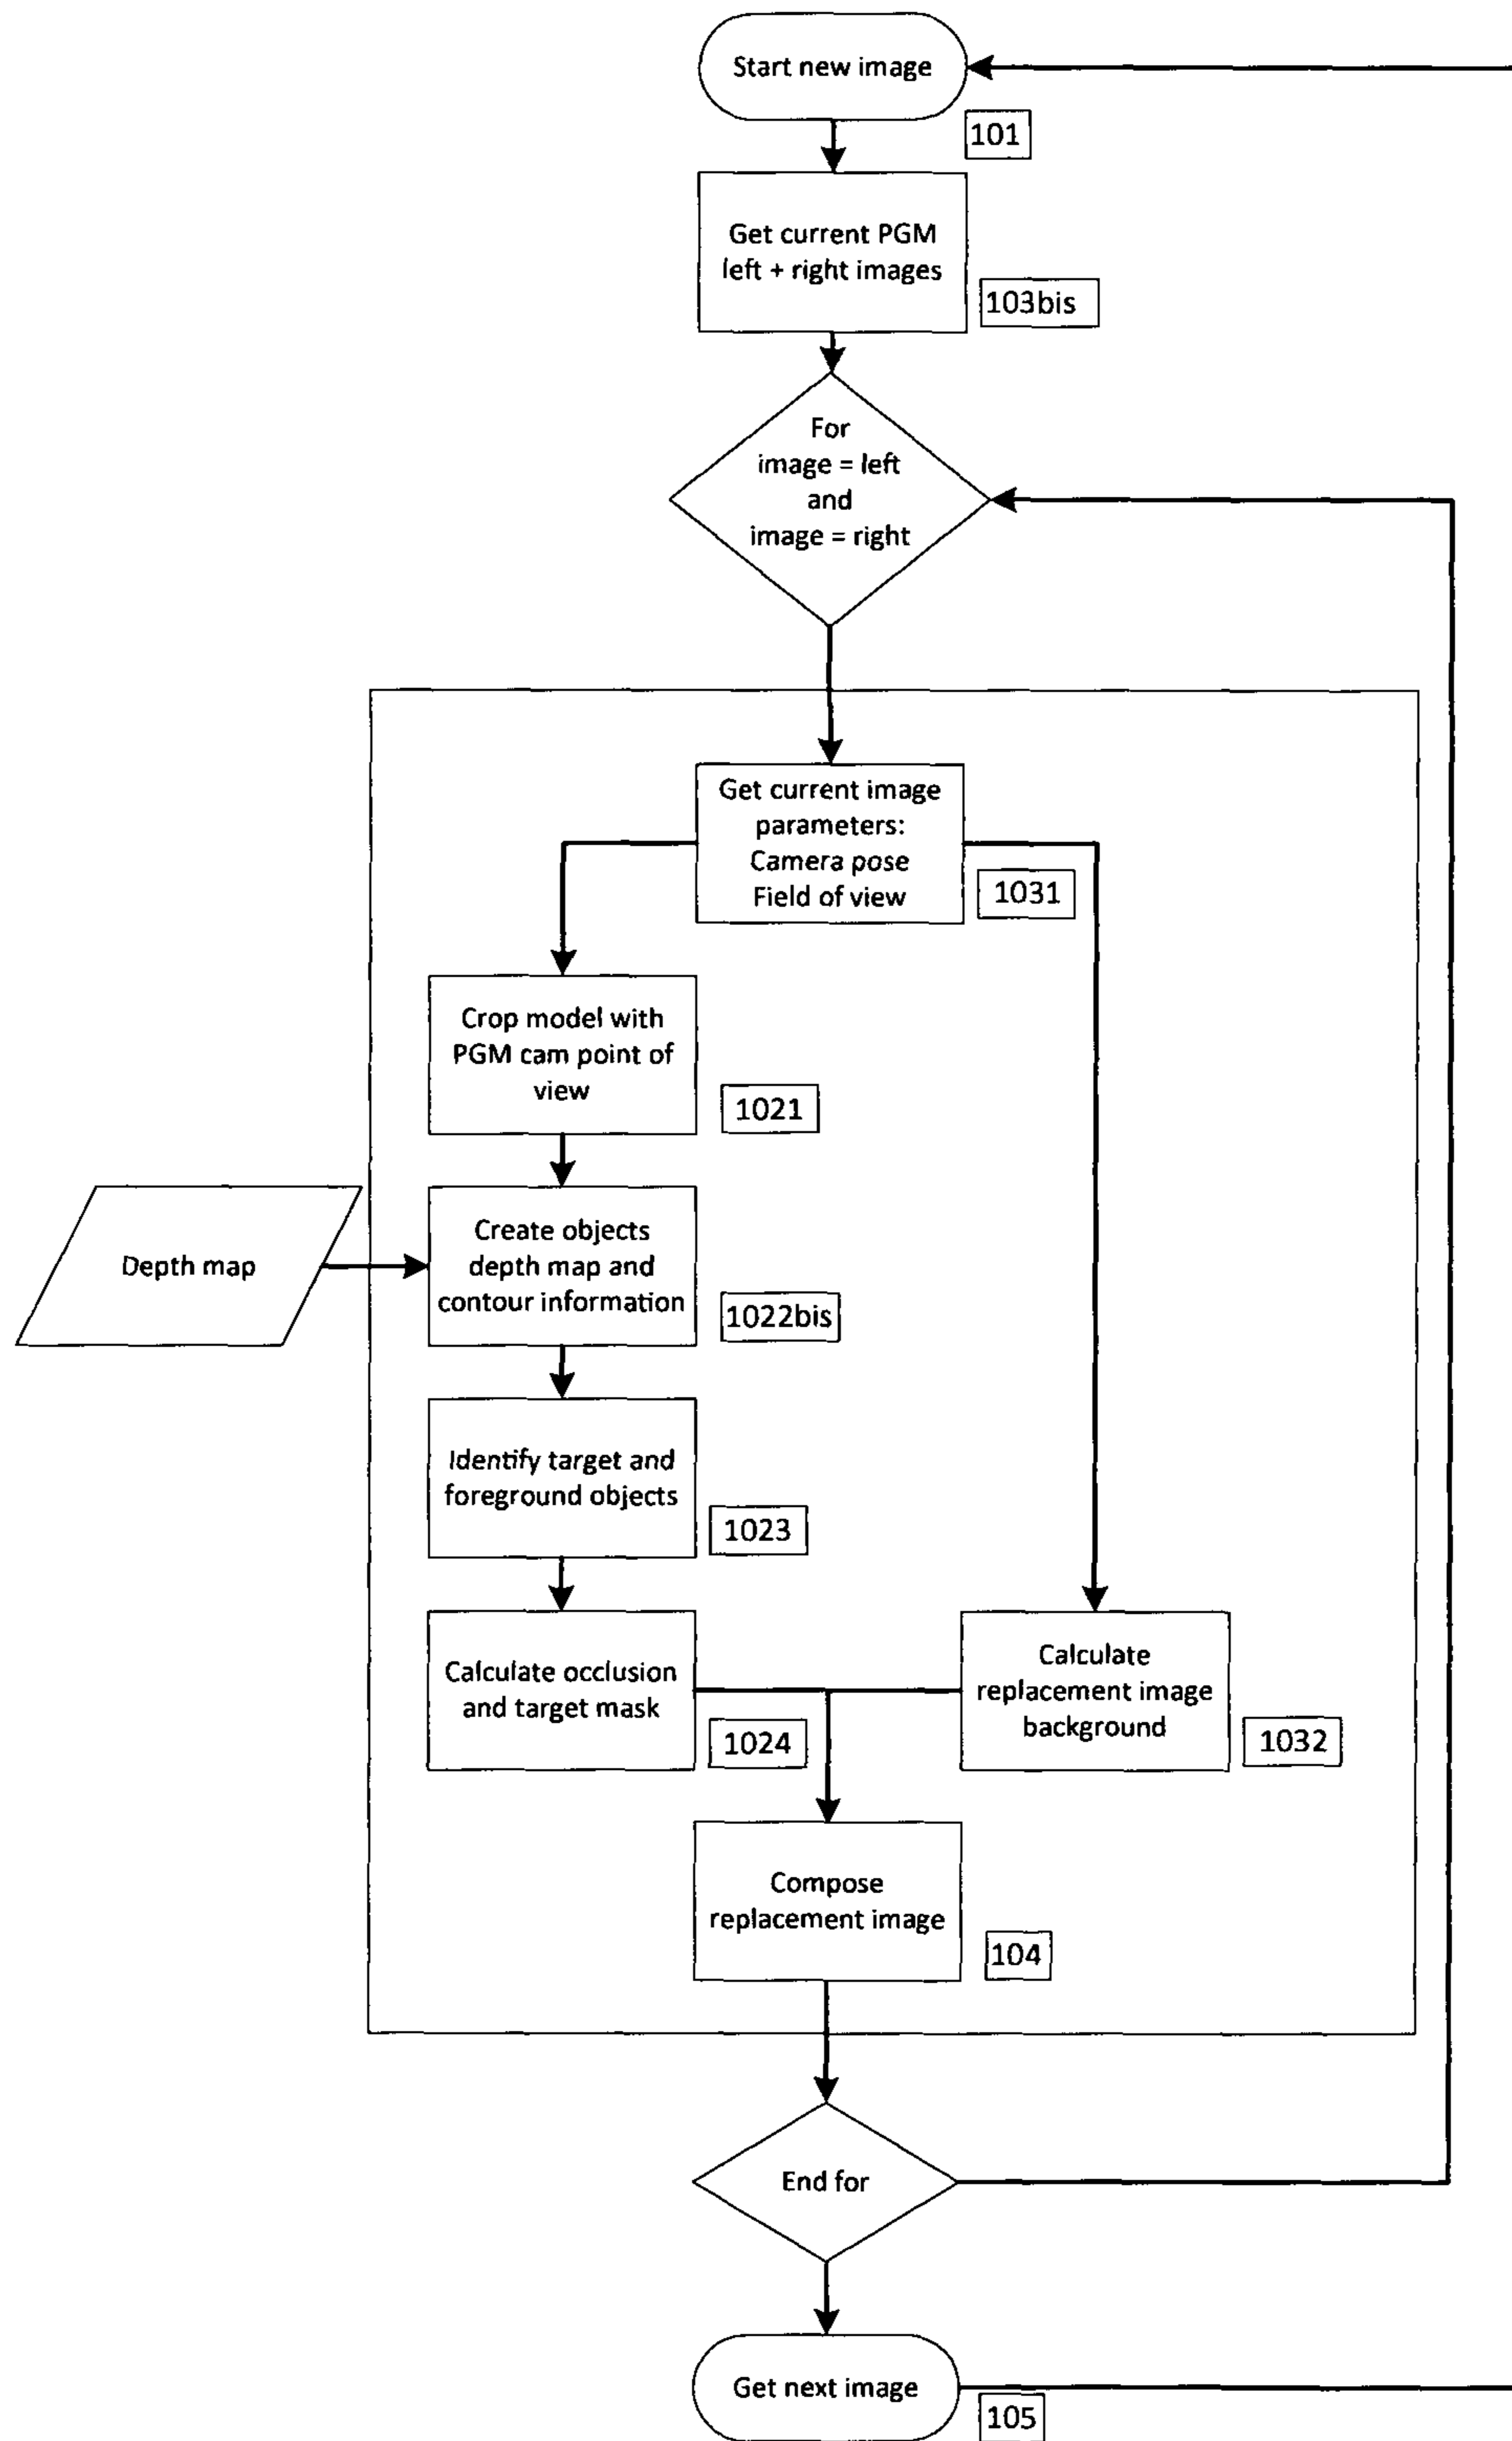 Start new image
101
Get current PGM
left + right images
103bis
For
image = left
and
image = right
Get current image
parameters:
Camera pose
Field of view
1031
Crop model with
PGM cam point of
view
1021
Depth map
Create objects
depth map and
contour information
1022bis
Identify target and
foreground objects
1023
Calculate occlusion
and target mask
1024
Calculate
replacement image
background
1032
Compose
replacement image
104
End for
Get next image
105